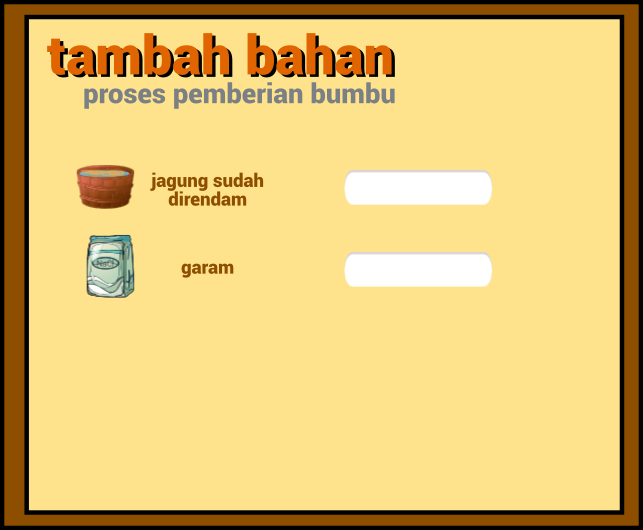 tambah bahan
proses pemberian bumbu
jagung sudah
direndam
garam